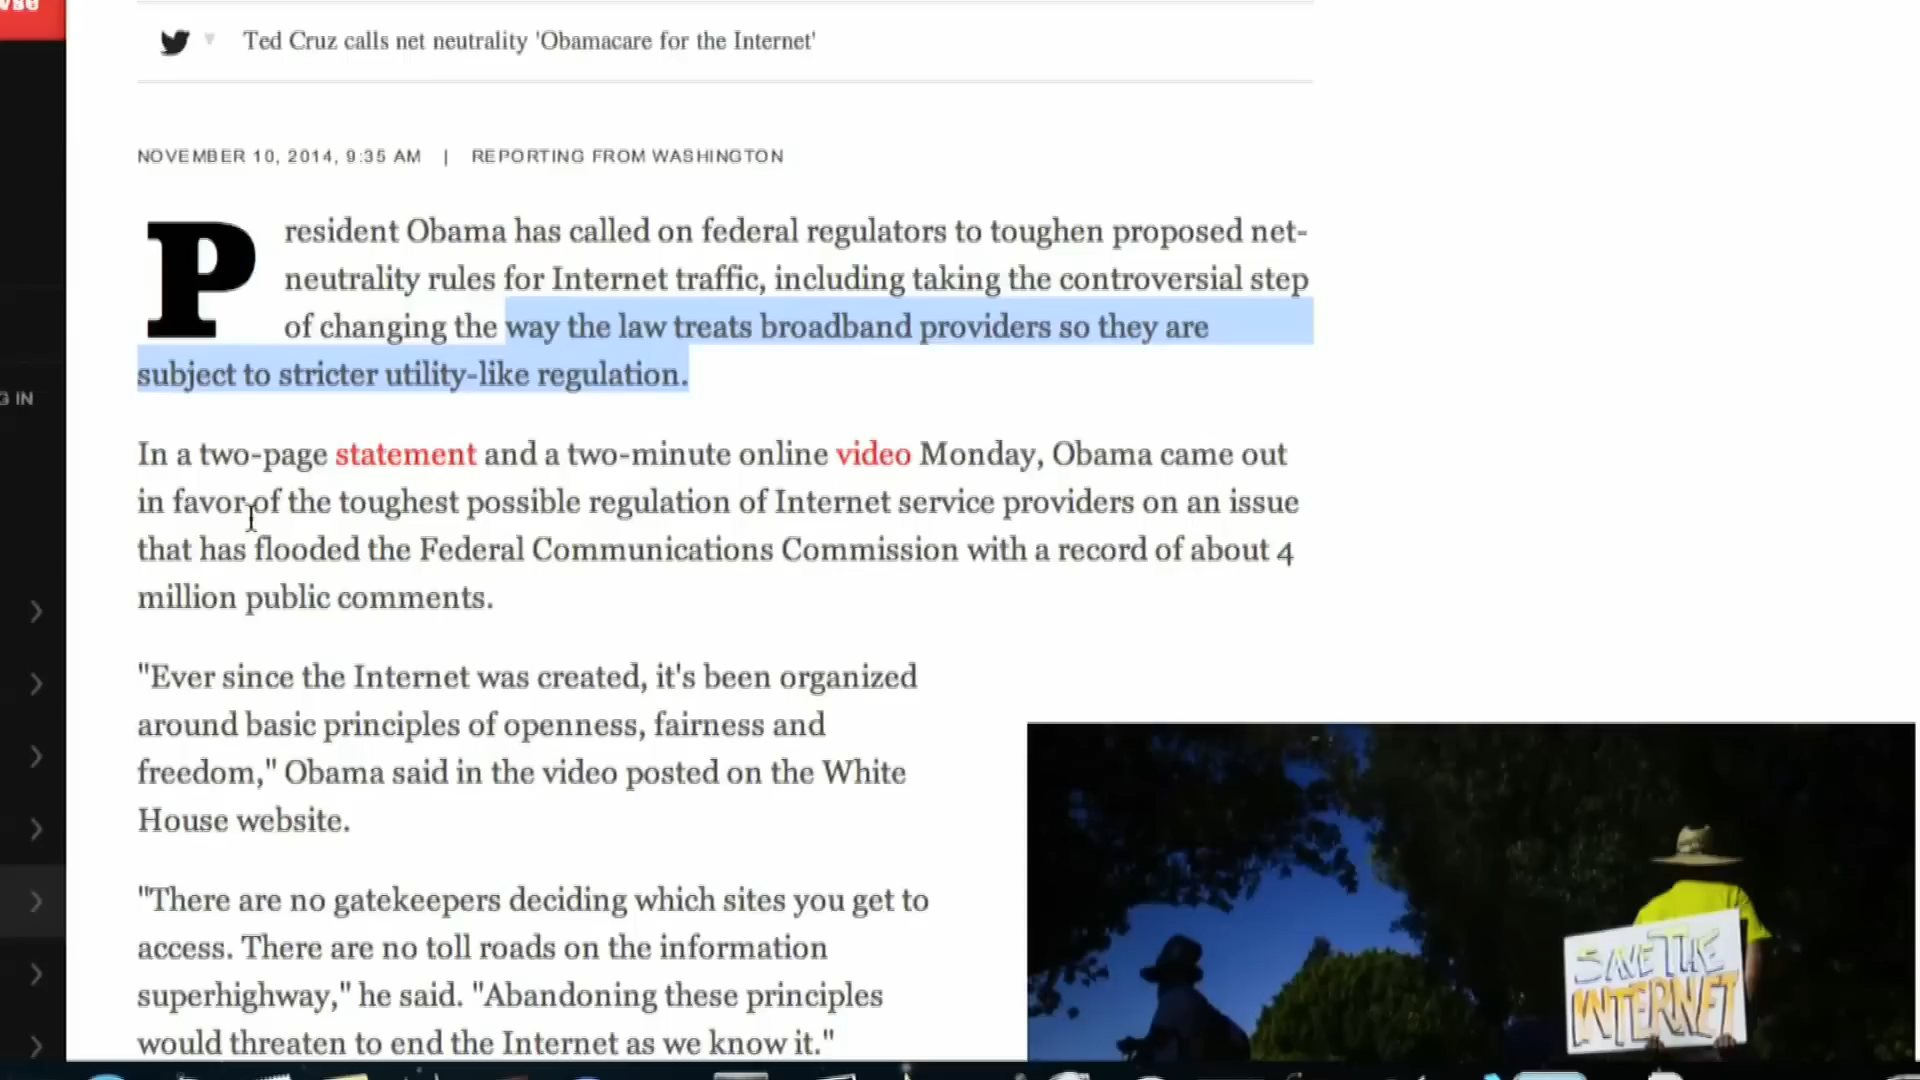 Ted Cruz calls net neutrality 'Obamacare for the Internet'
NOVEMBER 10, 2014, 9:35 AM | REPORTING FROM WASHINGTON
President Obama has called on federal regulators to toughen proposed net-
neutrality rules for Internet traffic, including taking the controversial step
of changing the way the law treats broadband providers so they are
subject to stricter utility-like regulation.
In a two-page statement and a two-minute online video Monday, Obama came out
in favor of the toughest possible regulation of Internet service providers on an issue
that has flooded the Federal Communications Commission with a record of about 4
million public comments.
"Ever since the Internet was created, it's been organized
around basic principles of openness, fairness and
freedom," Obama said in the video posted on the White
House website.
"There are no gatekeepers deciding which sites you get to
access. There are no toll roads on the information
superhighway," he said. "Abandoning these principles
would threaten to end the Internet as we know it."
SAVE THE
INTERNET
IN